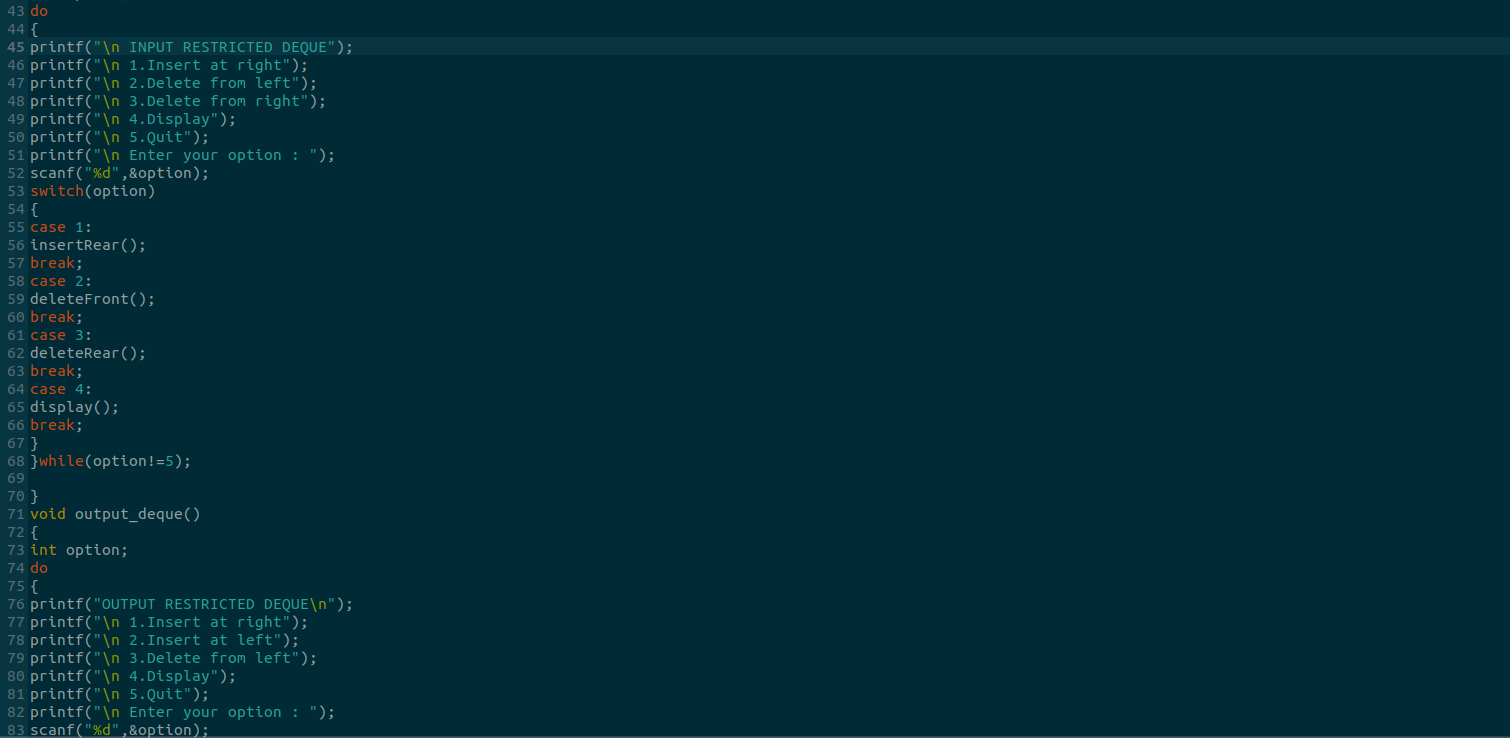 43 do
44 {
45 printf("\n INPUT RESTRICTED DEQUE");
46 printf("\n 1.Insert at right");
47 printf("\n 2.Delete from left");
48 printf("\n 3.Delete from right");
49 printf("\n 4.Display");
50 printf("\n 5.Quit");
51 printf("\n Enter your option : ");
52 scanf("%d",&option);
53 switch(option)
54 {
55 case 1:
56 insertRear();
57 break;
58 case 2:
59 deleteFront();
60 break;
61 case 3:
62 deleteRear();
63 break;
64 case 4:
65 display();
66 break;
67 }
68 }while(option!=5);
69
70 }
71 void output_deque()
72 {
73 int option;
74 do
75 {
76 printf("OUTPUT RESTRICTED DEQUE\n");
77 printf("\n 1.Insert at right");
78 printf("\n 2.Insert at left");
79 printf("\n 3.Delete from left");
80 printf("\n 4.Display");
81 printf("\n 5.Quit");
82 printf("\n Enter your option : ");
83 scanf("%d",&option);